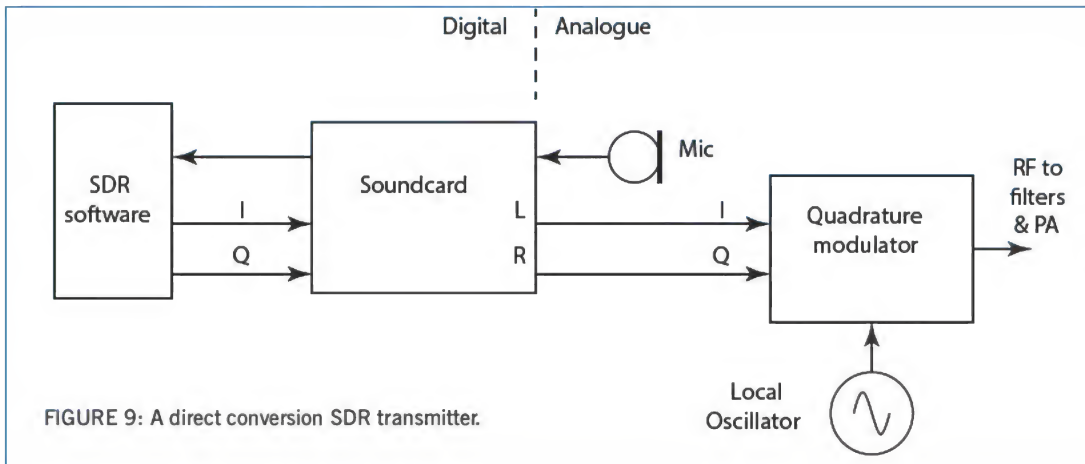 Digital
Analogue
Mic
SDR
software
Soundcard
I
Q
L
R
I
Q
Quadrature
modulator
RF to
filters
& PA
Local
Oscillator
FIGURE 9: A direct conversion SDR transmitter.